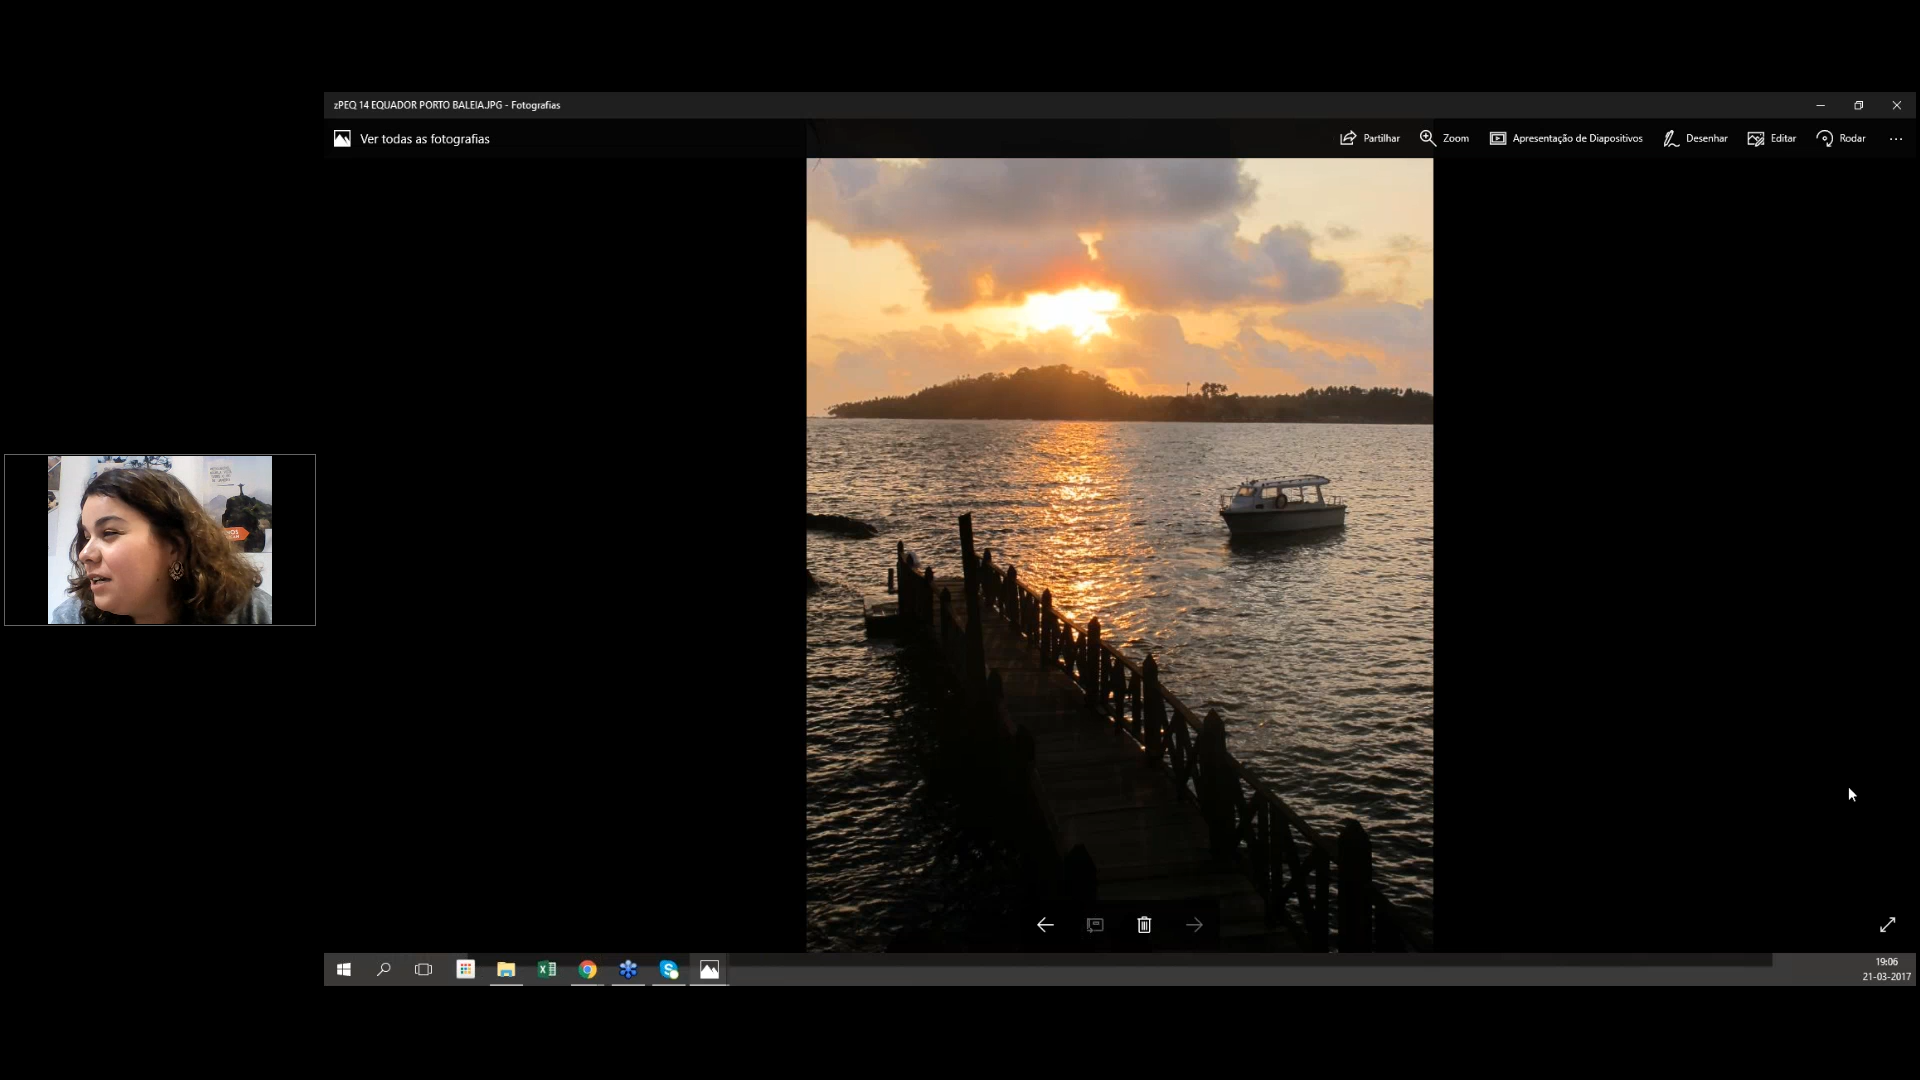 zPEQ 14 EQUADOR PORTO BALEIA.JPG - Fotografias
Ver todas as fotografias
Partilhar
Zoom
Apresentação de Diapositivos
Desenhar
Editar
Rodar
19:06
21-03-2017